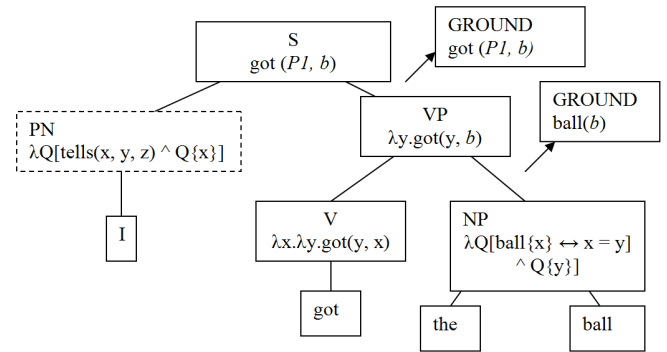 S
got (P1, b)
GROUND
got (P1, b)
PN
λQ[tells(x, y, z) ^ Q{x}]
VP
λy.got(y, b)
GROUND
ball(b)
I
V
λx.λy.got(y, x)
NP
λQ[ball{x} ↔ x = y]
^ Q{y}]
got
the
ball